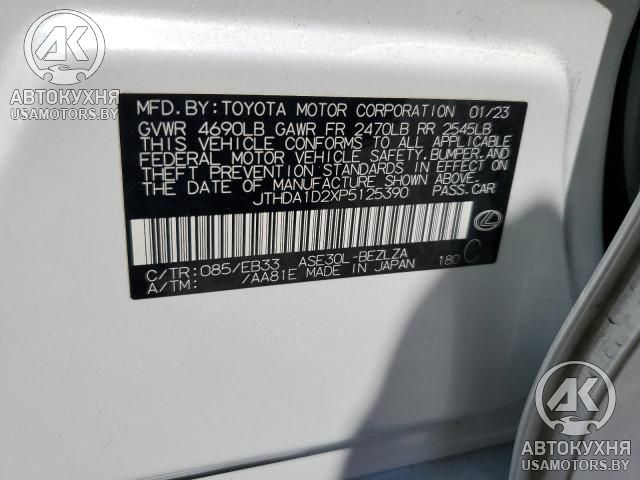 AK
АВТОКУХНЯ
USAMOTORS.BY
MFD. BY: TOYOTA MOTOR CORPORATION 01/23
GVWR 4690LB GAWR FR 2470LB RR 2545LB
THIS VEHICLE CONFORMS TO ALL APPLICABLE
FEDERAL MOTOR VEHICLE SAFETY, BUMPER, AND
THEFT PREVENTION STANDARDS IN EFFECT ON
THE DATE OF MANUFACTURE SHOWN ABOVE.
JTHDA1D2XP5125390 PASS. CAR
C/TR: 085/EB33 ASE30L-BEZLZA
A/TM: /AA81E MADE IN JAPAN 180 C
AK
АВТОКУХНЯ
USAMOTORS.BY